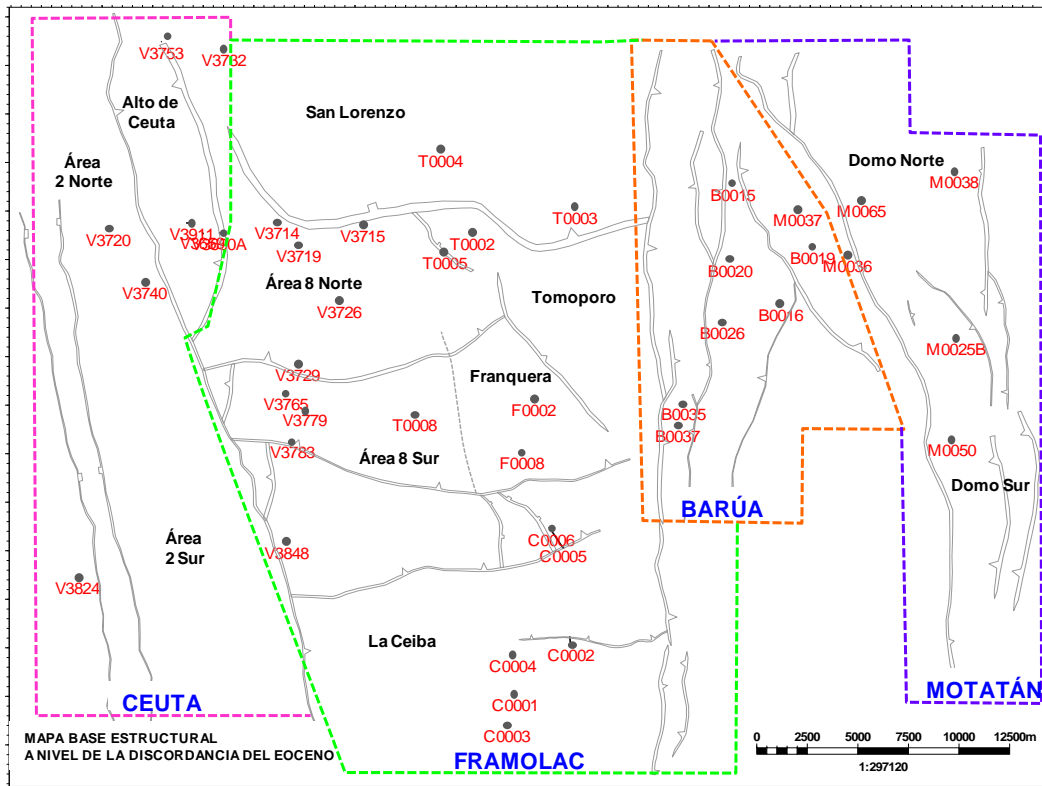 V3753
V3732
Alto de
Ceuta
San Lorenzo
Área
2 Norte
T0004
Domo Norte
M0038
B0015
M0065
V3720
V3911
V3714
V3719
V3715
T0003
T0002
T0005
M0037
B0019
M0036
B0020
V3740
Área 8 Norte
V3726
Tomoporo
B0016
B0026
M0025B
V3729
Franquera
V3765
V3779
T0008
F0002
B0035
B0037
V3783
Área 8 Sur
F0008
M0050
Domo Sur
BARÚA
Área
2 Sur
V3848
C0006
C0005
V3824
La Ceiba
C0002
C0004
C0001
C0003
CEUTA
MOTATÁN
FRAMOLAC
MAPA BASE ESTRUCTURAL
A NIVEL DE LA DISCORDANCIA DEL EOCENO
0 2500 5000 7500 10000 12500m
1:297120